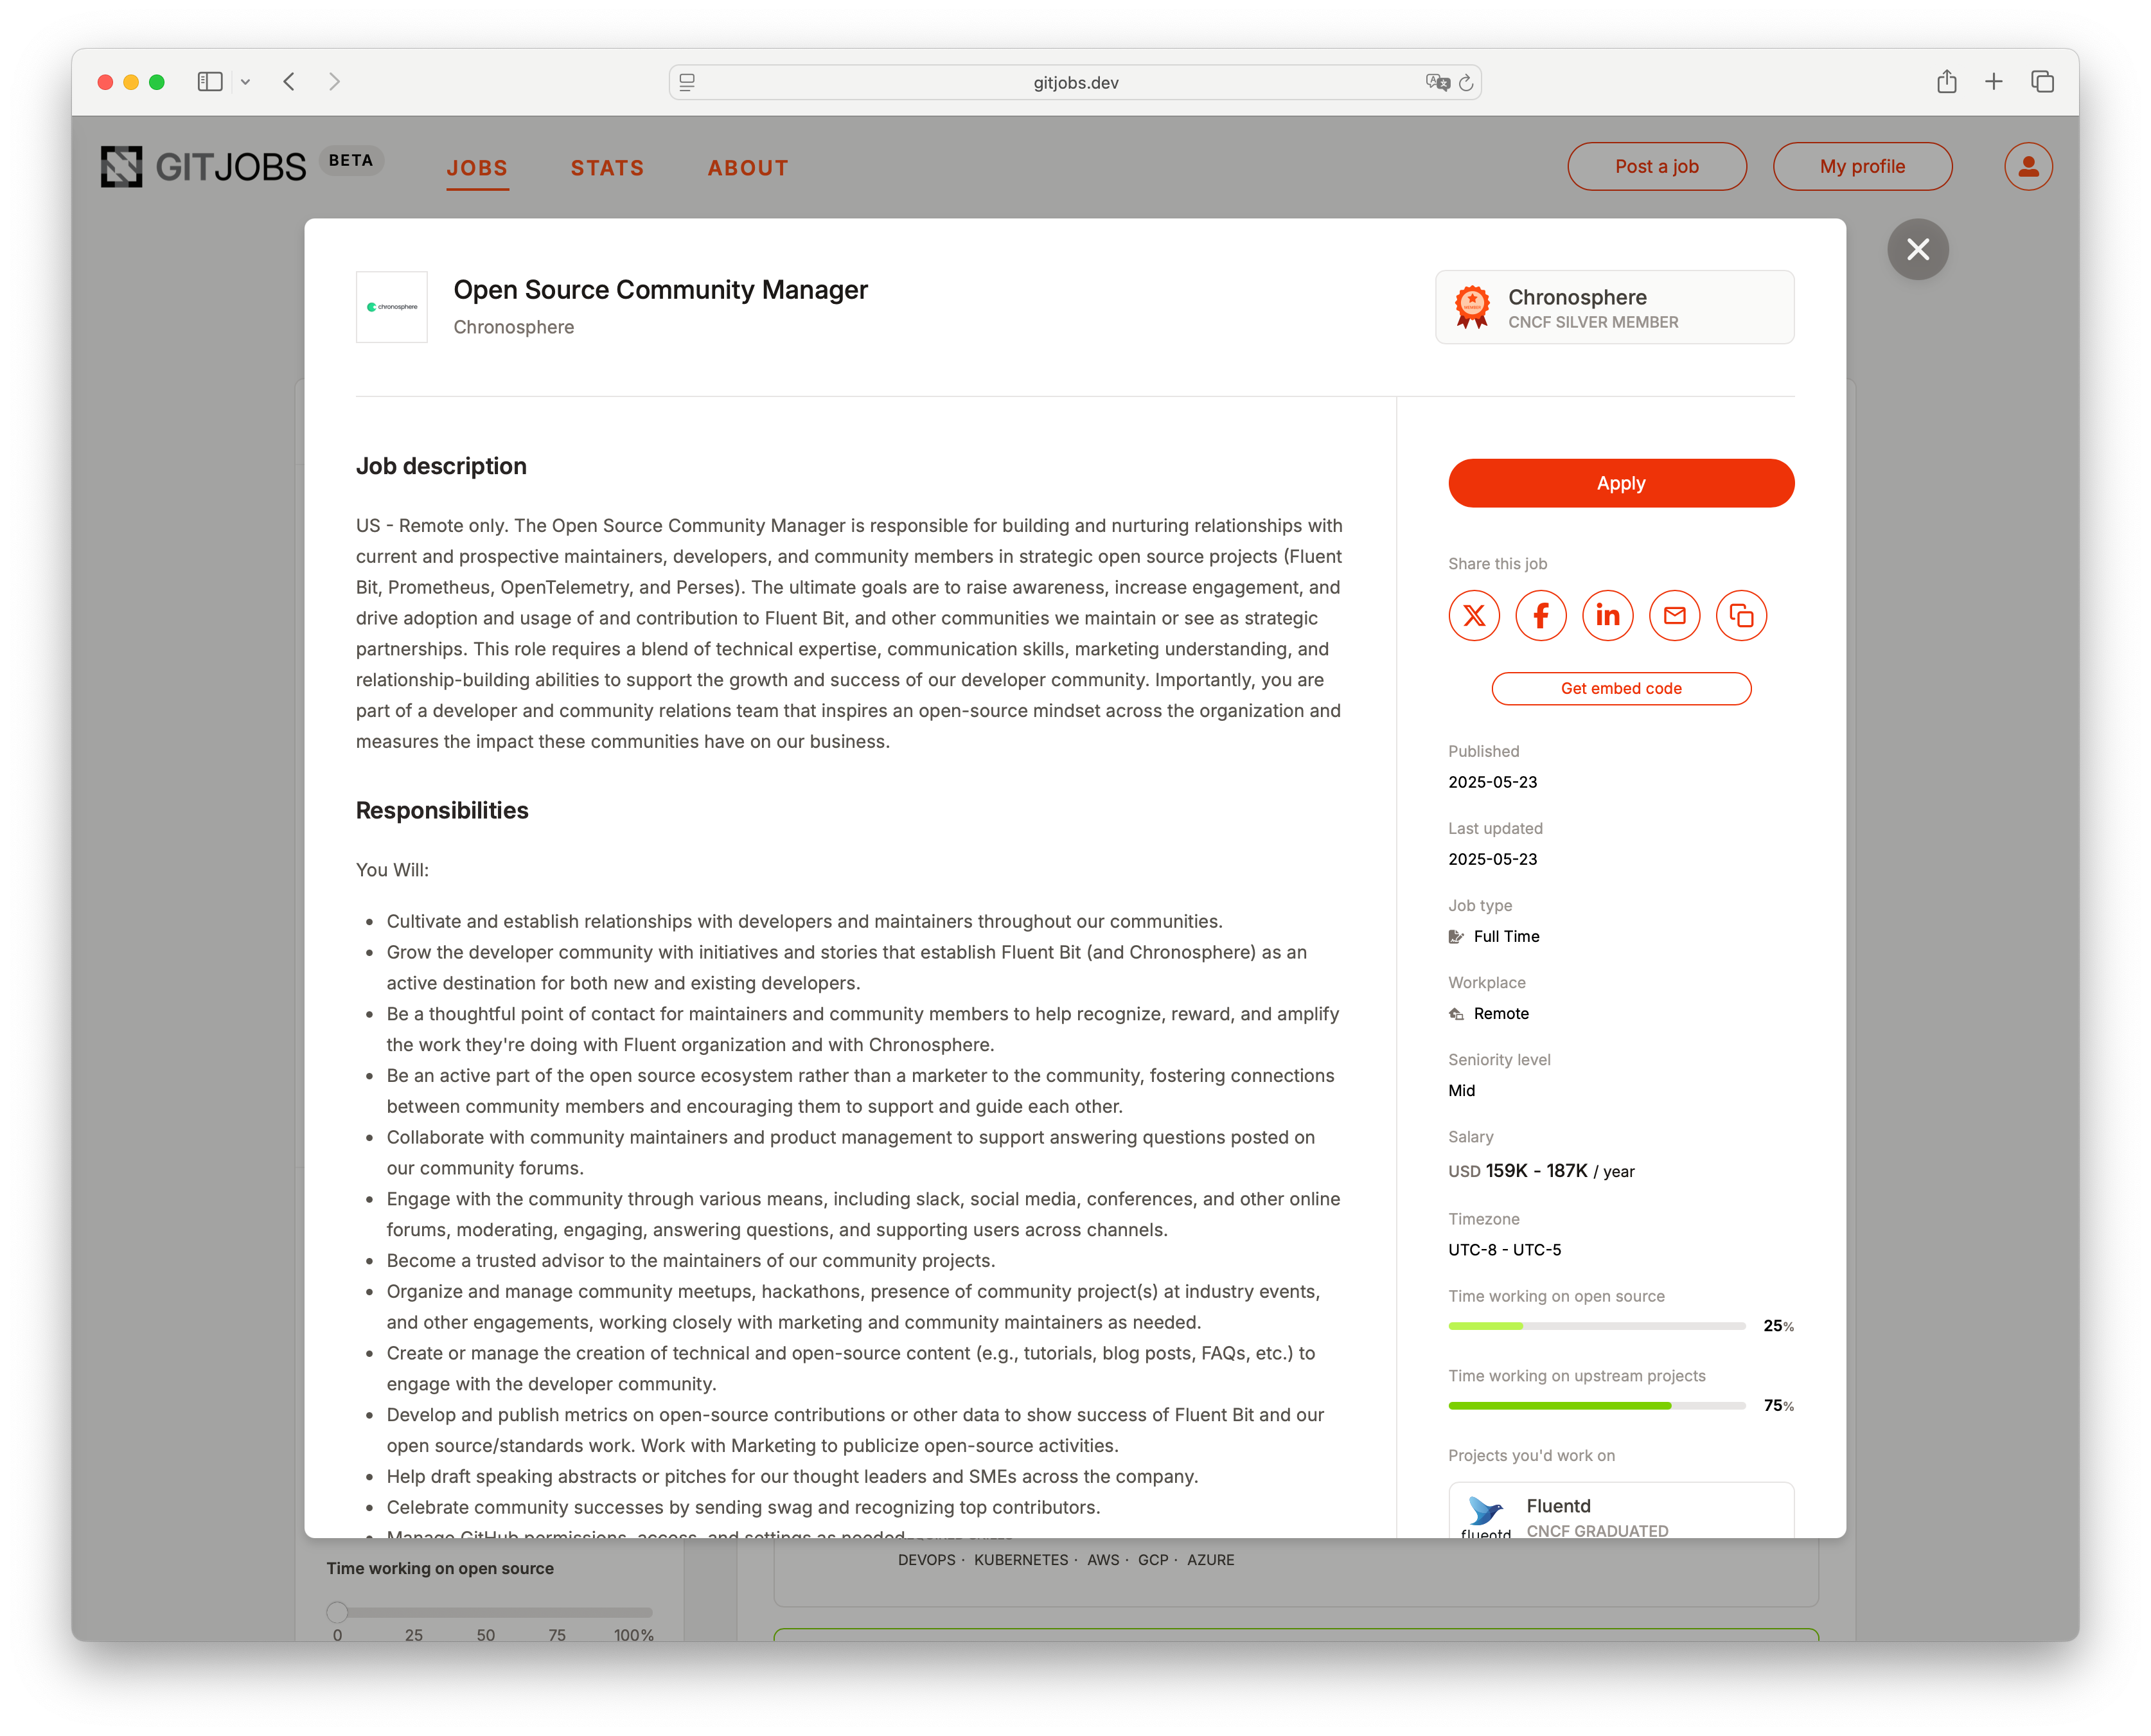 gitjobs.dev
GITJOBS BETA
JOBS STATS ABOUT
Post a job
My profile
chronosphere
Open Source Community Manager
Chronosphere
Chronosphere
CNCF SILVER MEMBER
Job description
US - Remote only. The Open Source Community Manager is responsible for building and nurturing relationships with
current and prospective maintainers, developers, and community members in strategic open source projects (Fluent
Bit, Prometheus, OpenTelemetry, and Perses). The ultimate goals are to raise awareness, increase engagement, and
drive adoption and usage of and contribution to Fluent Bit, and other communities we maintain or see as strategic
partnerships. This role requires a blend of technical expertise, communication skills, marketing understanding, and
relationship-building abilities to support the growth and success of our developer community. Importantly, you are
part of a developer and community relations team that inspires an open-source mindset across the organization and
measures the impact these communities have on our business.
Responsibilities
You Will:
• Cultivate and establish relationships with developers and maintainers throughout our communities.
• Grow the developer community with initiatives and stories that establish Fluent Bit (and Chronosphere) as an
active destination for both new and existing developers.
• Be a thoughtful point of contact for maintainers and community members to help recognize, reward, and amplify
the work they're doing with Fluent organization and with Chronosphere.
• Be an active part of the open source ecosystem rather than a marketer to the community, fostering connections
between community members and encouraging them to support and guide each other.
• Collaborate with community maintainers and product management to support answering questions posted on
our community forums.
• Engage with the community through various means, including slack, social media, conferences, and other online
forums, moderating, engaging, answering questions, and supporting users across channels.
• Become a trusted advisor to the maintainers of our community projects.
• Organize and manage community meetups, hackathons, presence of community project(s) at industry events,
and other engagements, working closely with marketing and community maintainers as needed.
• Create or manage the creation of technical and open-source content (e.g., tutorials, blog posts, FAQs, etc.) to
engage with the developer community.
• Develop and publish metrics on open-source contributions or other data to show success of Fluent Bit and our
open source/standards work. Work with Marketing to publicize open-source activities.
• Help draft speaking abstracts or pitches for our thought leaders and SMEs across the company.
• Celebrate community successes by sending swag and recognizing top contributors.
• Manage GitHub permissions, access, and settings as needed
Apply
Share this job
Get embed code
Published
2025-05-23
Last updated
2025-05-23
Job type
Full Time
Workplace
Remote
Seniority level
Mid
Salary
USD 159K - 187K / year
Timezone
UTC-8 - UTC-5
Time working on open source
25%
Time working on upstream projects
75%
Projects you'd work on
Fluentd
CNCF GRADUATED
fluentd
DEVOPS · KUBERNETES · AWS · GCP · AZURE
Time working on open source
0 25 50 75 100%